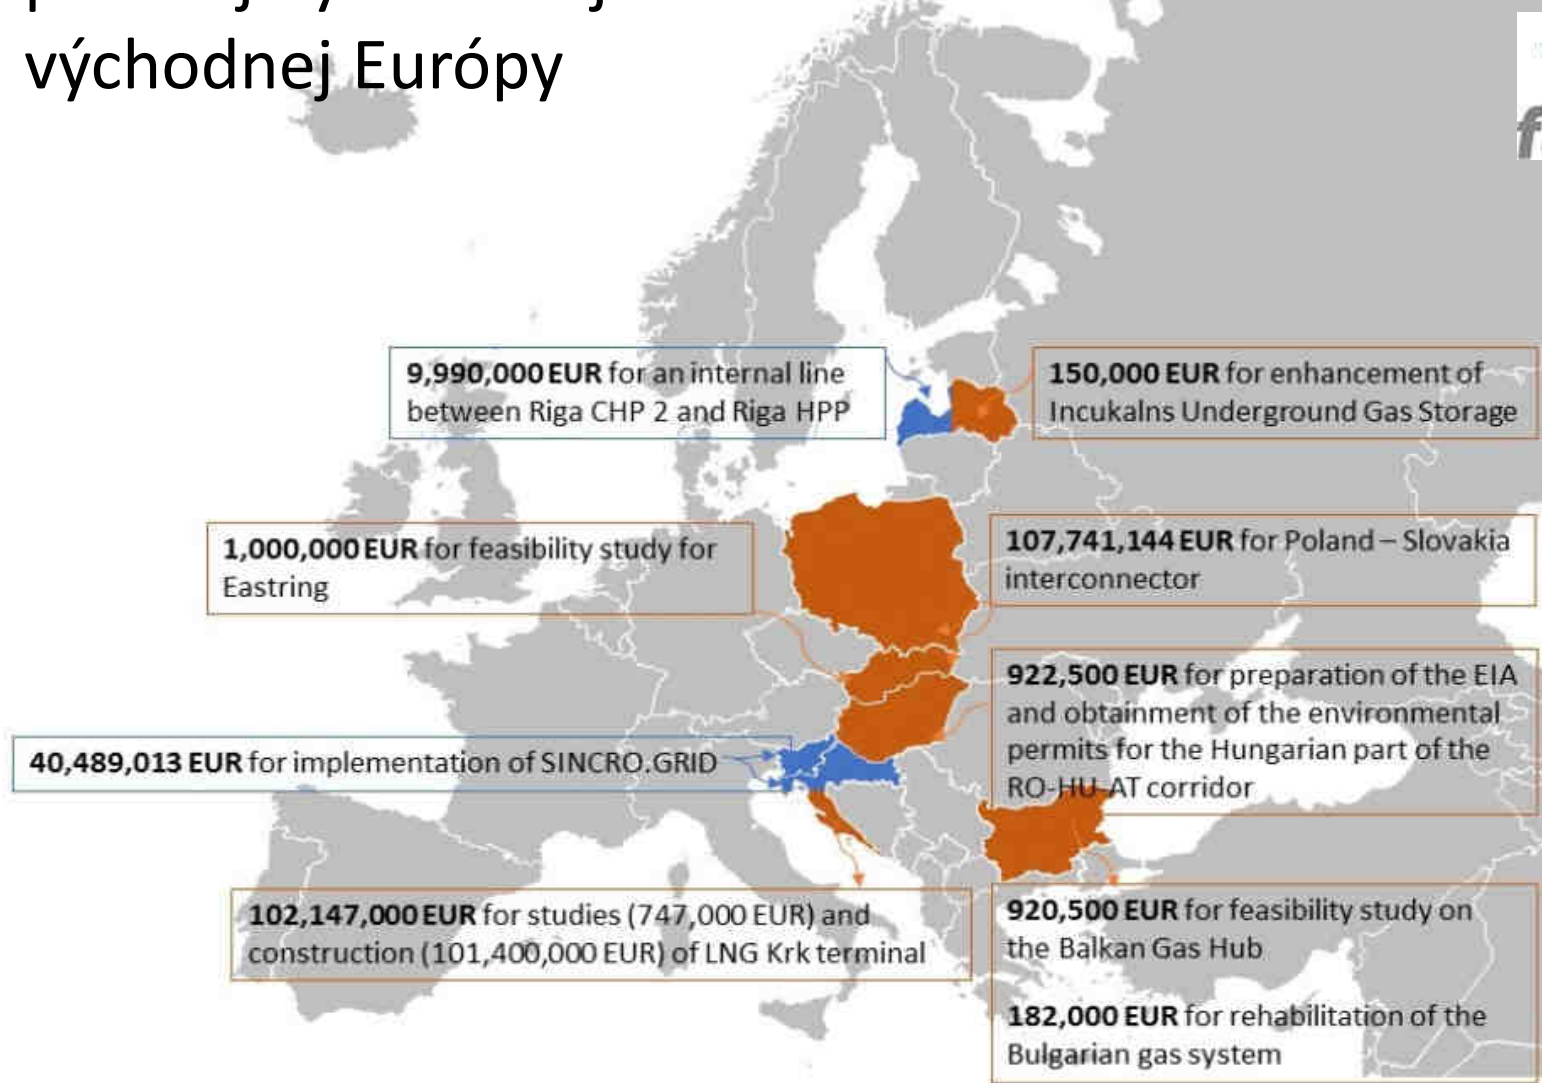 východnej Európy
9,990,000 EUR for an internal line
between Riga CHP 2 and Riga HPP
150,000 EUR for enhancement of
Incukalns Underground Gas Storage
1,000,000 EUR for feasibility study for
Eastring
107,741,144 EUR for Poland – Slovakia
interconnector
922,500 EUR for preparation of the EIA
and obtainment of the environmental
permits for the Hungarian part of the
RO-HU-AT corridor
40,489,013 EUR for implementation of SINCRO.GRID
102,147,000 EUR for studies (747,000 EUR) and
construction (101,400,000 EUR) of LNG Krk terminal
920,500 EUR for feasibility study on
the Balkan Gas Hub
182,000 EUR for rehabilitation of the
Bulgarian gas system